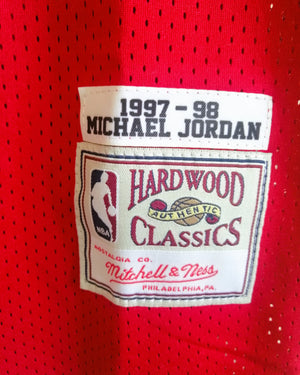 1997 - 98
MICHAEL JORDAN
NBA
HARDWOOD
AUTHENTIC
CLASSICS
NOSTALGIA CO.
Mitchell & Ness
PHILADELPHIA, PA.